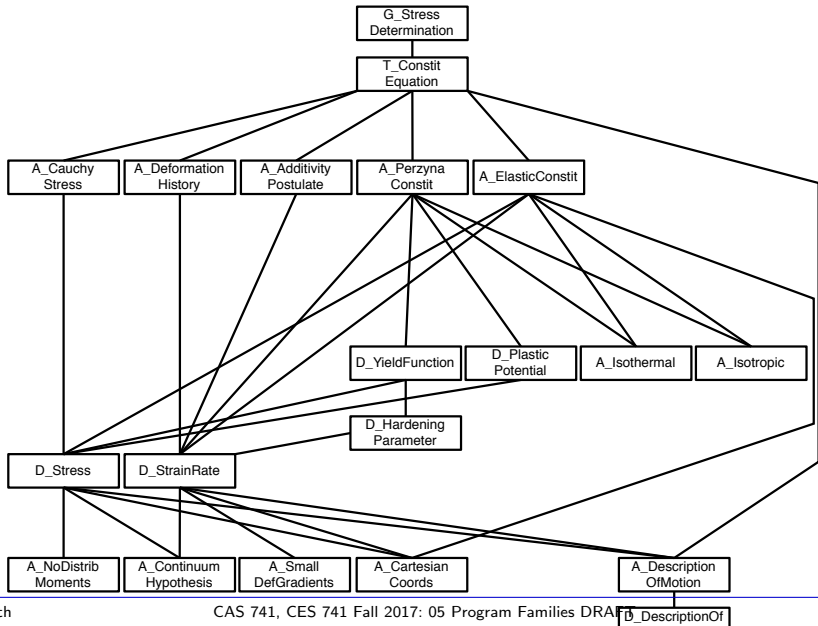 G_Stress
Determination
T_Constit
Equation
A_Cauchy
Stress
A_Deformation
History
A_Additivity
Postulate
A_Perzyna
Constit
A_ElasticConstit
D_YieldFunction
D_Plastic
Potential
A_Isothermal
A_Isotropic
D_Hardening
Parameter
D_Stress
D_StrainRate
A_NoDistrib
Moments
A_Continuum
Hypothesis
A_Small
DefGradients
A_Cartesian
Coords
A_Description
OfMotion
th
CAS 741, CES 741 Fall 2017: 05 Program Families DRAFT
D_DescriptionOf